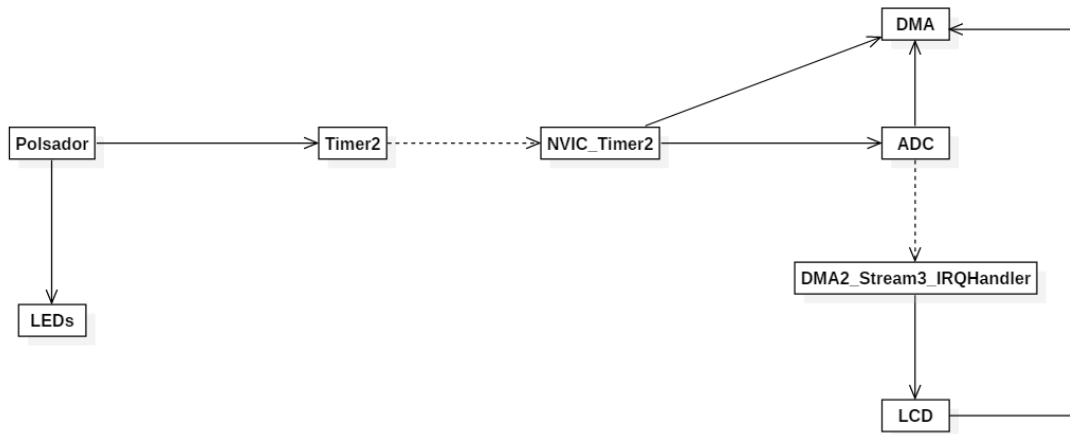 DMA
Polsador
Timer2
NVIC_Timer2
ADC
DMA2_Stream3_IRQHandler
LEDs
LCD